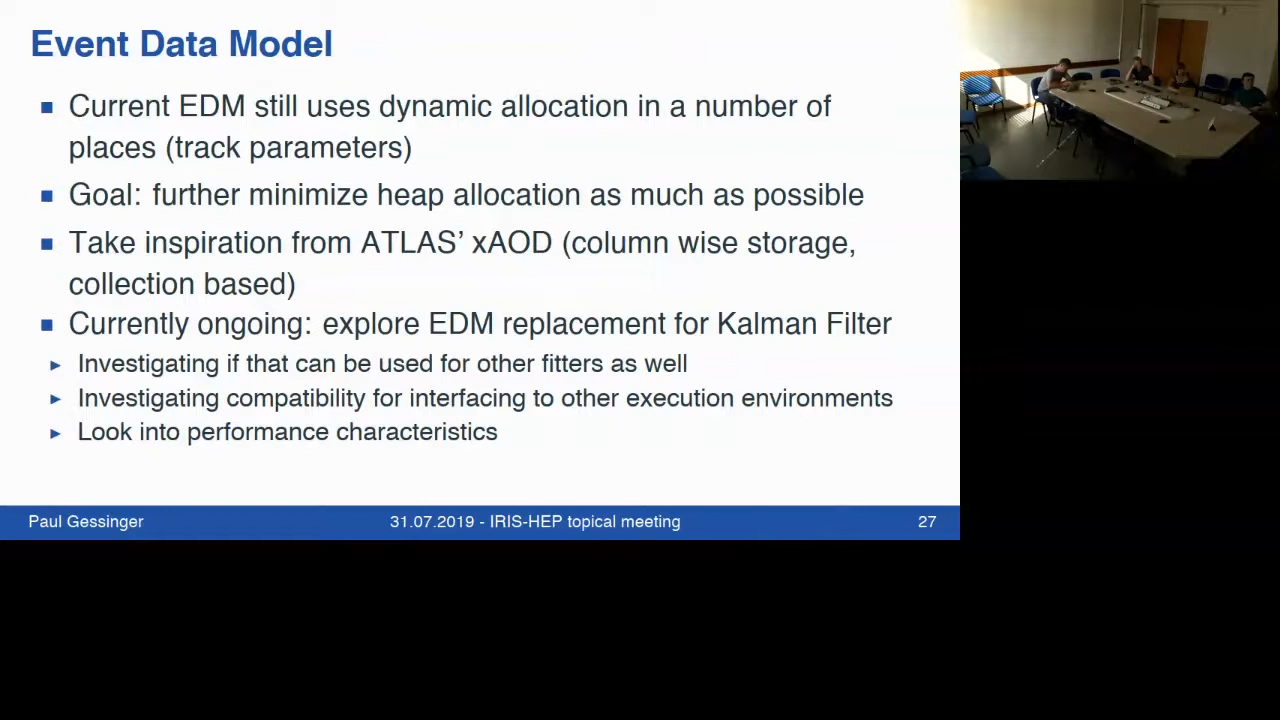 Event Data Model
Current EDM still uses dynamic allocation in a number of
places (track parameters)
Goal: further minimize heap allocation as much as possible
Take inspiration from ATLAS’ xAOD (column wise storage,
collection based)
Currently ongoing: explore EDM replacement for Kalman Filter
Investigating if that can be used for other fitters as well
Investigating compatibility for interfacing to other execution environments
Look into performance characteristics
Paul Gessinger
31.07.2019 - IRIS-HEP topical meeting
27